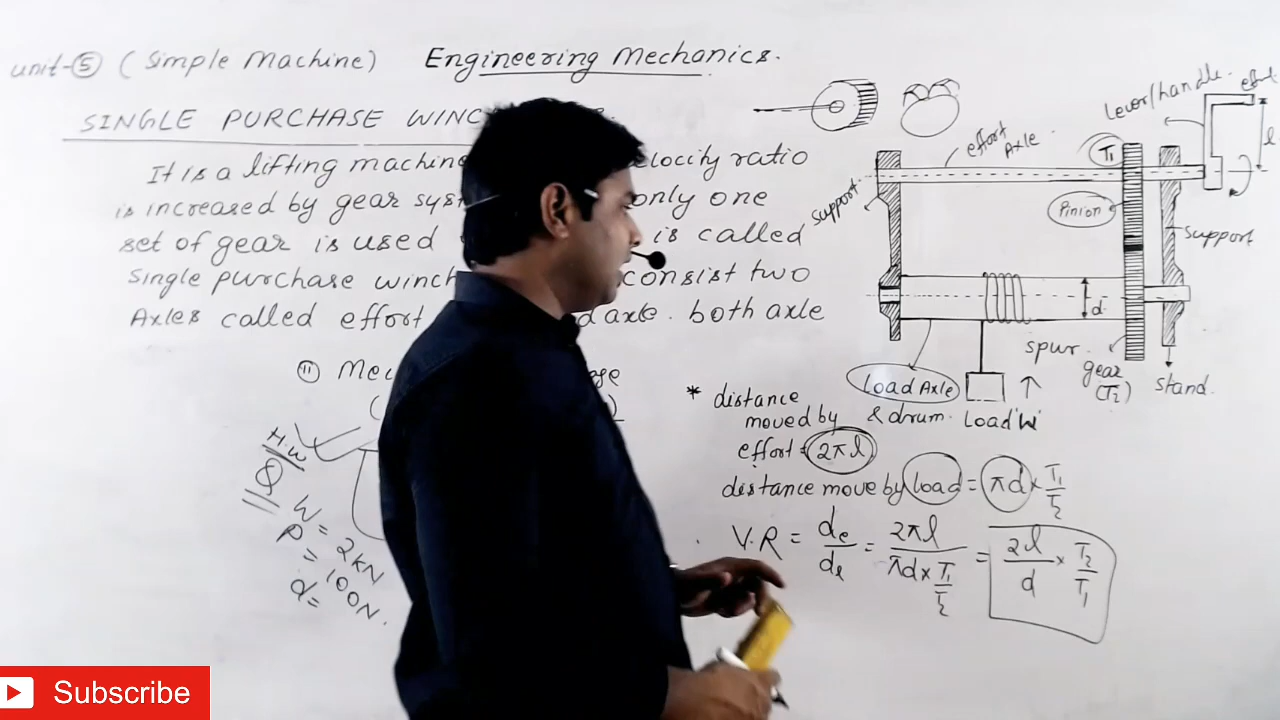 unit-⑤ ( Simple Machine) Engineering Mechanics.
SINGLE PURCHASE
It is a lifting machine velocity ratio
is increased by gear only one
set of gear is used is called
single purchase winch consist two
Axles called effort axle. both axle
⑪
H.W
Q
W = 2KN
P = 100N.
d =
lever/handle
l
effort Axle
T1
support
Pinion
support
d
spur
gear
(T2)
stand.
Load Axle
& drum.
Load 'W'
* distance
moved by
effort = 2πl
distance move by load = πd × T1/T2
V.R = de/dl = 2πl/πd × T1/T2 = 2l/d × T2/T1
Subscribe